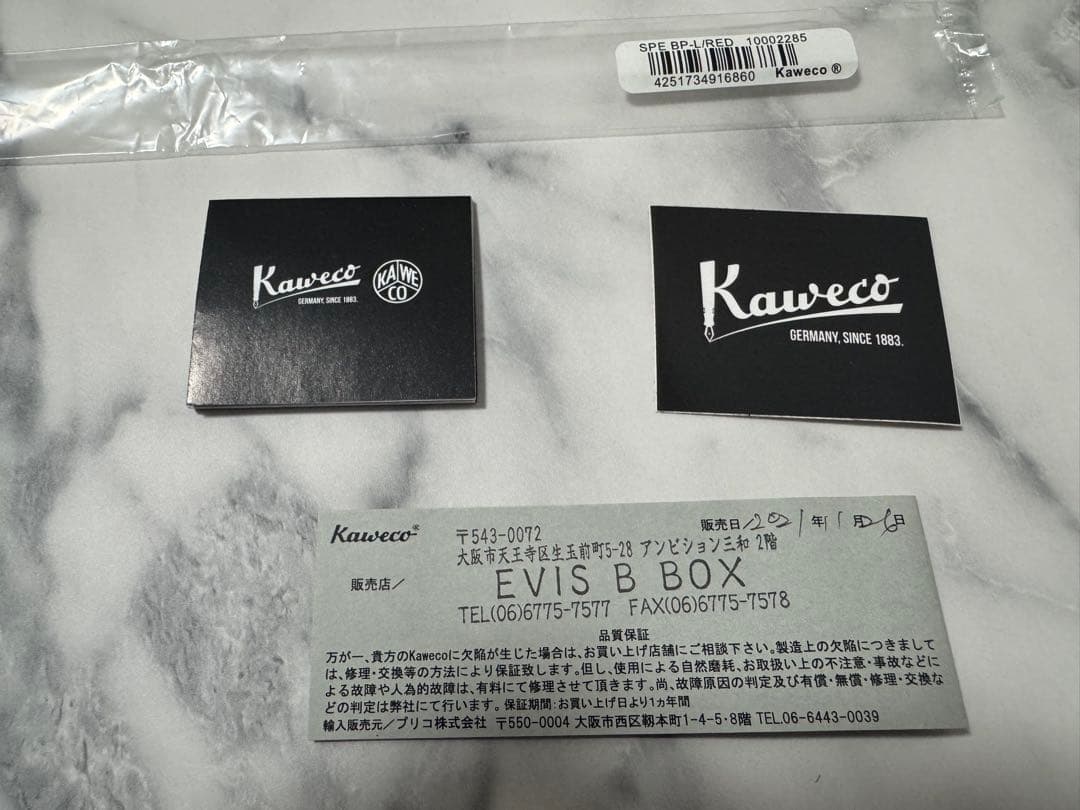 SPE BP-L/RED 10002285
4251734916860 Kaweco ®
Kaweco
GERMANY, SINCE 1883.
KA WE CO
Kaweco
GERMANY, SINCE 1883.
Kaweco®
〒543-0072
販売日/2021年1月26日
大阪市天王寺区生玉前町5-28 アンビション三和 2階
販売店/
EVIS B BOX
TEL(06)6775-7577 FAX(06)6775-7578
品質保証
万が一、貴方のKawecoに欠陥が生じた場合は、お買い上げ店舗にご相談下さい。製造上の欠陥につきまして
は、修理・交換等の方法により保証致します。但し、使用による自然磨耗、お取扱い上の不注意・事故などに
よる故障や人為的故障は、有料にて修理させて頂きます。尚、故障原因の判定及び有償・無償・修理・交換な
どの判定は弊社にて行います。保証期間:お買い上げ日より1ヵ年間
輸入販売元/プリコ株式会社 〒550-0004 大阪市西区靭本町1-4-5・8階 TEL.06-6443-0039